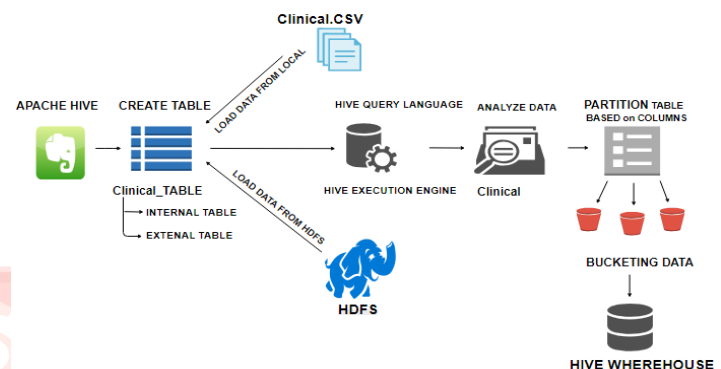 Clinical.CSV
LOAD DATA FROM LOCAL
APACHE HIVE
CREATE TABLE
HIVE QUERY LANGUAGE
ANALYZE DATA
PARTITION TABLE
BASED on COLUMNS
Clinical_TABLE
INTERNAL TABLE
EXTENAL TABLE
LOAD DATA FROM HDFS
HIVE EXECUTION ENGINE
Clinical
HDFS
BUCKETING DATA
HIVE WHEREHOUSE